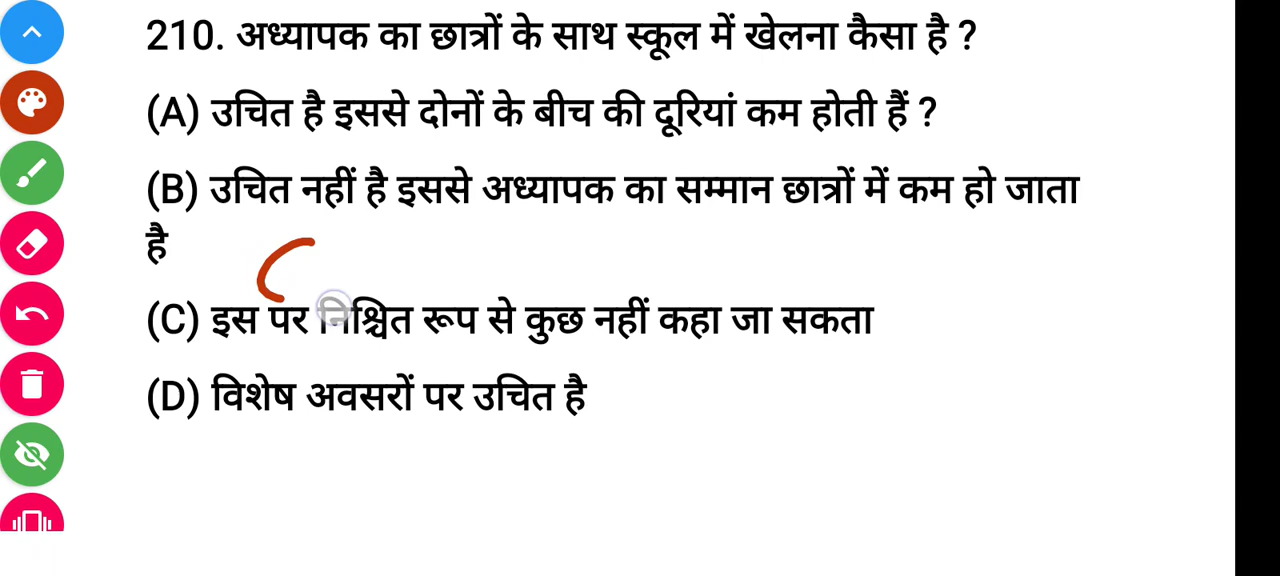 210. अध्यापक का छात्रों के साथ स्कूल में खेलना कैसा है ?
(A) उचित है इससे दोनों के बीच की दूरियां कम होती हैं ?
(B) उचित नहीं है इससे अध्यापक का सम्मान छात्रों में कम हो जाता
है
(C) इस पर निश्चित रूप से कुछ नहीं कहा जा सकता
(D) विशेष अवसरों पर उचित है